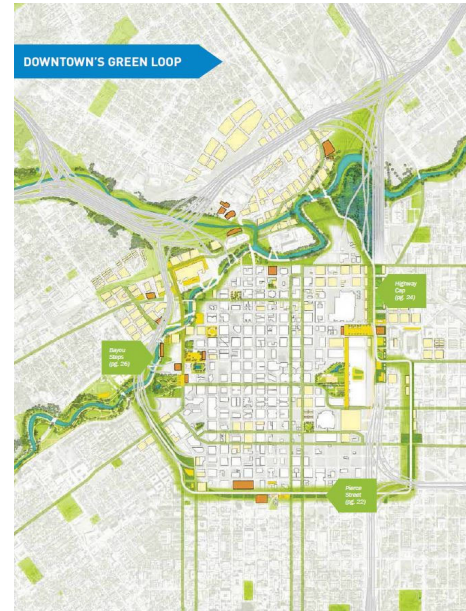 DOWNTOWN'S GREEN LOOP
Highway
Cap
(pg. 24)
Bayou
Steps
(pg. 26)
Pierce
Street
(pg. 22)